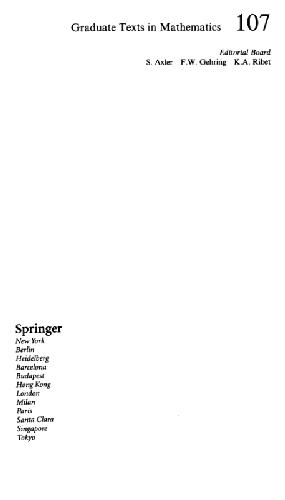 Graduate Texts in Mathematics 107
Editorial Board
S. Axler F.W. Gehring K.A. Ribet
Springer
New York
Berlin
Heidelberg
Barcelona
Budapest
Hong Kong
London
Milan
Paris
Santa Clara
Singapore
Tokyo